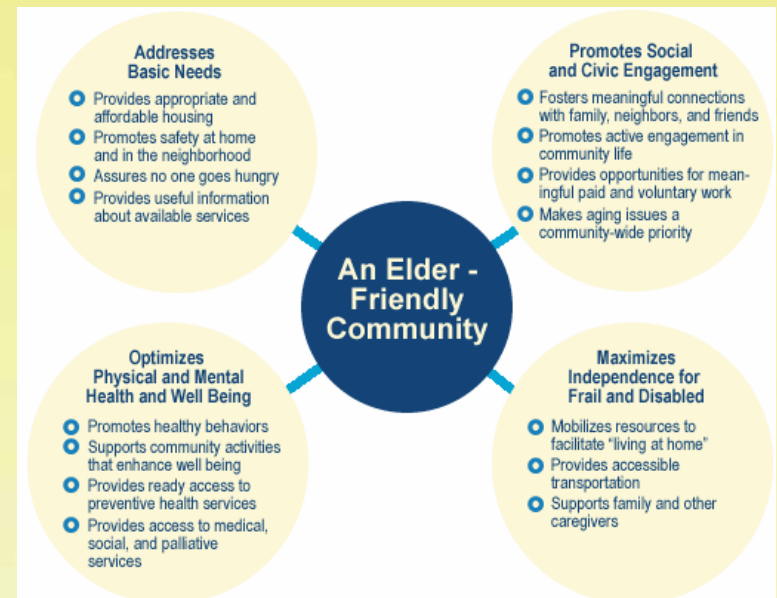 Addresses
Basic Needs
Provides appropriate and
affordable housing
Promotes safety at home
and in the neighborhood
Assures no one goes hungry
Provides useful information
about available services
Promotes Social
and Civic Engagement
Fosters meaningful connections
with family, neighbors, and friends
Promotes active engagement in
community life
Provides opportunities for mean-
ingful paid and voluntary work
Makes aging issues a
community-wide priority
An Elder -
Friendly
Community
Optimizes
Physical and Mental
Health and Well Being
Promotes healthy behaviors
Supports community activities
that enhance well being
Provides ready access to
preventive health services
Provides access to medical,
social, and palliative
services
Maximizes
Independence for
Frail and Disabled
Mobilizes resources to
facilitate “living at home”
Provides accessible
transportation
Supports family and other
caregivers